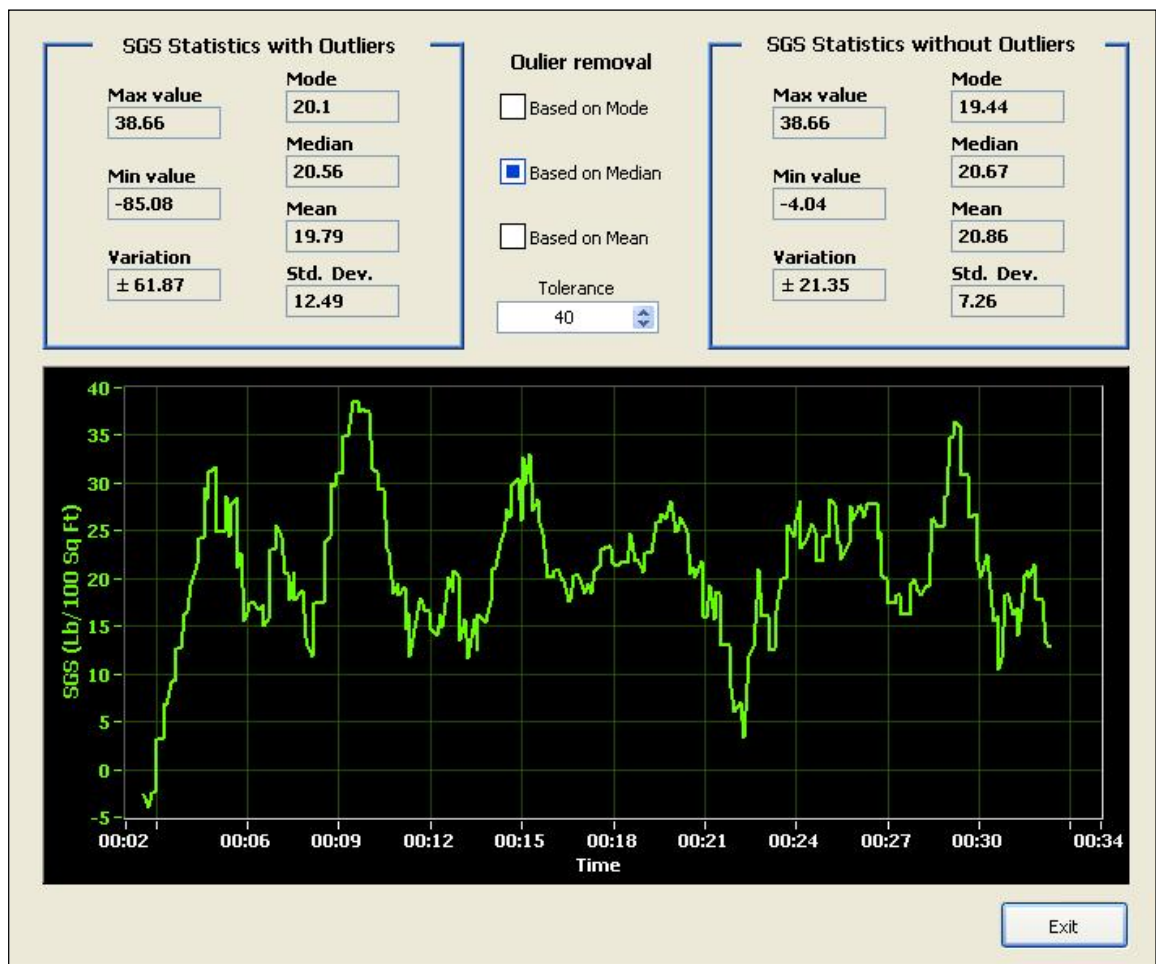 SGS Statistics with Outliers
Max value
38.66
Min value
-85.08
Variation
± 61.87
Mode
20.1
Median
20.56
Mean
19.79
Std. Dev.
12.49
Oulier removal
Based on Mode
Based on Median
Based on Mean
Tolerance
40
SGS Statistics without Outliers
Max value
38.66
Min value
-4.04
Variation
± 21.35
Mode
19.44
Median
20.67
Mean
20.86
Std. Dev.
7.26
SGS (Lb/100 Sq Ft)
40
35
30
25
20
15
10
5
0
-5
00:02 00:06 00:09 00:12 00:15 00:18 00:21 00:24 00:27 00:30 00:34
Time
Exit